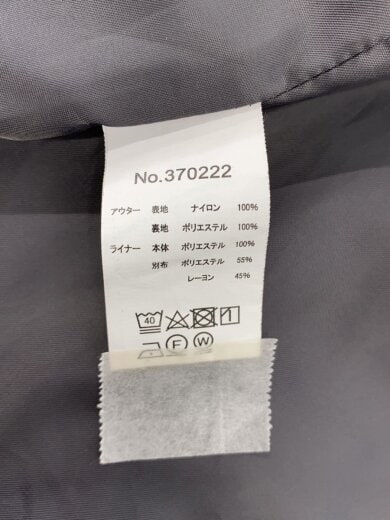 No.370222
アウター 表地 ナイロン 100%
裏地 ポリエステル 100%
ライナー 本体 ポリエステル 100%
別布 ポリエステル 55%
レーヨン 45%
40
F W